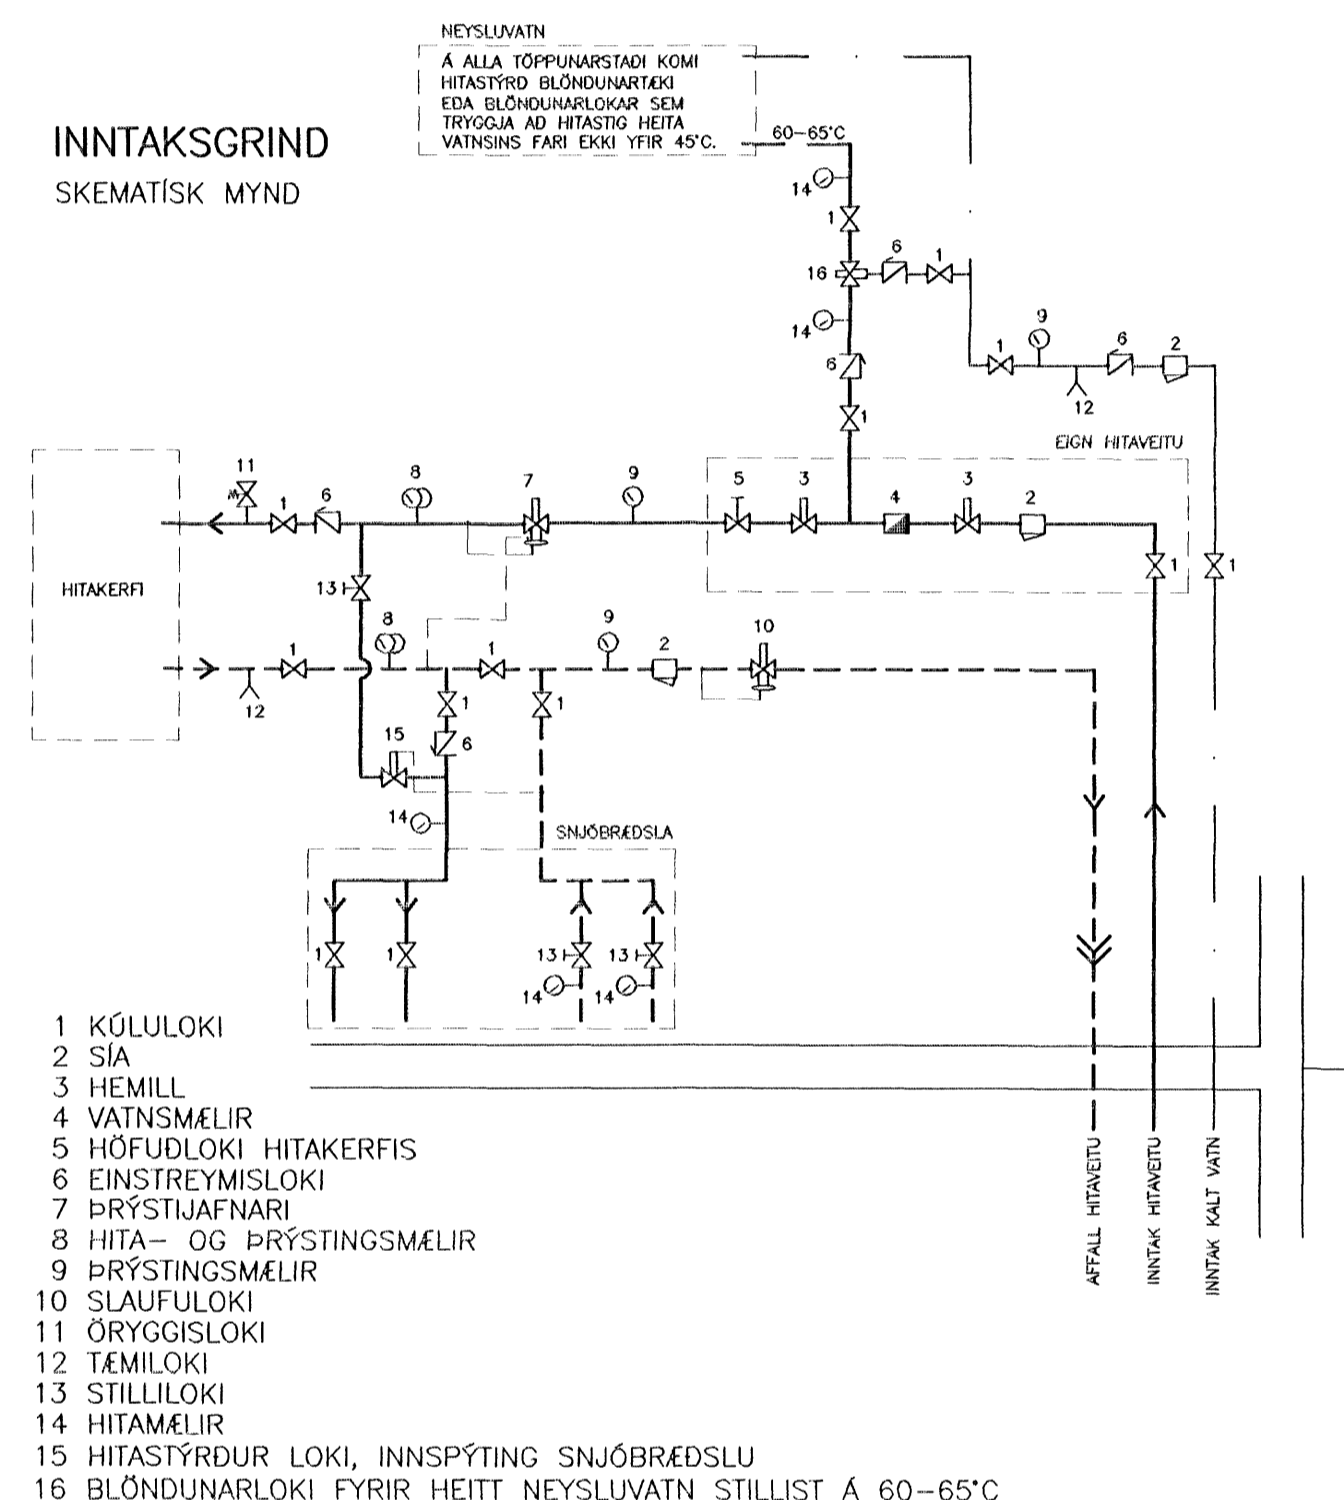 NEYSLUVATN
Á ALLA TÖPPUNARSTAÐI KOMI
HITASTÝRÐ BLÖNDUNARTÆKI
EÐA BLÖNDUNARLOKAR SEM
TRYGGJA AÐ HITASTIG HEITA
VATNSINS FARI EKKI YFIR 45°C.
INNTAKSGRIND
SKEMATÍSK MYND
60-65°C
14
1
16
6
1
14
6
1
9
1
6
2
12
EIGN HITAVEITU
11
1
6
8
7
9
5
3
4
3
2
1
1
HITAKERFI
13
8
1
1
9
2
10
12
1
1
6
15
14
SNJÓBRÆÐSLA
1
1
13
13
14
14
AFFALL HITAVEITU
INNTAK HITAVEITU
INNTAK KALT VATN
1 KÚLULOKI
2 SÍA
3 HEMILL
4 VATNSMÆLIR
5 HÖFUÐLOKI HITAKERFIS
6 EINSTREYMISLOKI
7 ÞRÝSTIJAFNARI
8 HITA- OG ÞRÝSTINGSMÆLIR
9 ÞRÝSTINGSMÆLIR
10 SLAUFULOKI
11 ÖRYGGISLOKI
12 TÆMILOKI
13 STILLILOKI
14 HITAMÆLIR
15 HITASTÝRÐUR LOKI, INNSPÝTING SNJÓBRÆÐSLU
16 BLÖNDUNARLOKI FYRIR HEITT NEYSLUVATN STILLIST Á 60-65°C